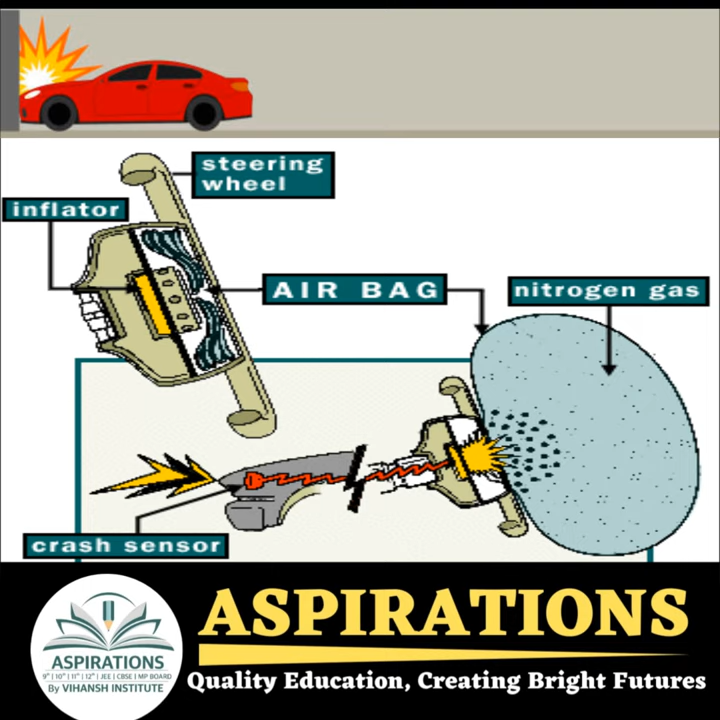 steering
wheel
inflator
AIR BAG
nitrogen gas
crash sensor
ASPIRATIONS
Quality Education, Creating Bright Futures
ASPIRATIONS
9ᵗʰ | 10ᵗʰ | 11ᵗʰ | 12ᵗʰ | JEE | CBSE | MP BOARD
By VIHANSH INSTITUTE